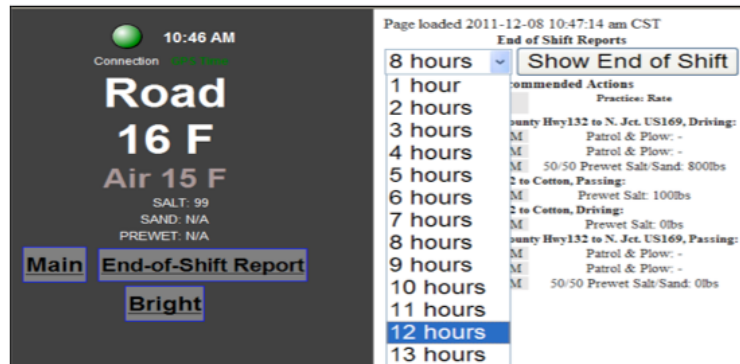 10:46 AM
Connection GPS Data
Road
16 F
Air 15 F
SALT: 99
SAND: N/A
PREWET: N/A
Main End-of-Shift Report
Bright
Page loaded 2011-12-08 10:47:14 am CST
End of Shift Reports
8 hours Show End of Shift
1 hour
2 hours
3 hours
4 hours
5 hours
6 hours
7 hours
8 hours
9 hours
10 hours
11 hours
12 hours
13 hours
ommended Actions
Practice: Rate
ounty Hwy132 to N. Jct. US169, Driving:
M Patrol & Plow: -
M Patrol & Plow: -
M 50/50 Prewet Salt/Sand: 800lbs
2 to Cotton, Passing:
M Prewet Salt: 100lbs
2 to Cotton, Driving:
M Prewet Salt: 0lbs
ounty Hwy132 to N. Jct. US169, Passing:
M Patrol & Plow: -
M Patrol & Plow: -
M 50/50 Prewet Salt/Sand: 0lbs